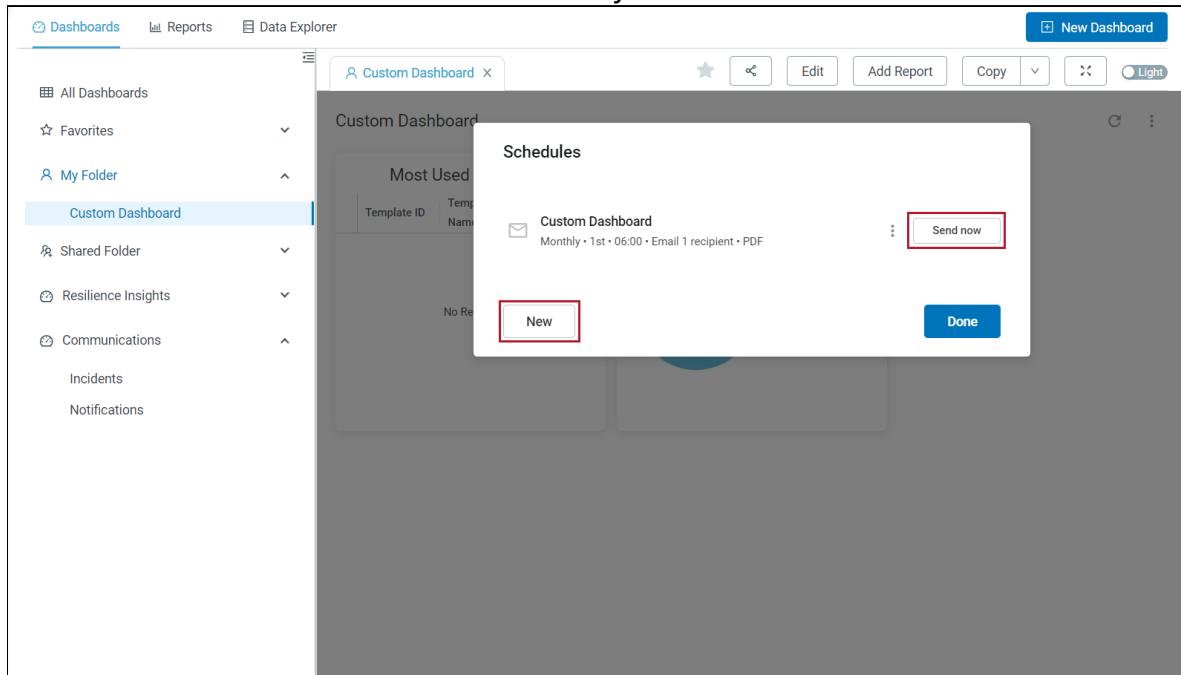 Dashboards Reports Data Explorer New Dashboard
Custom Dashboard Edit Add Report Copy Light
All Dashboards
Favorites
My Folder
Custom Dashboard
Shared Folder
Resilience Insights
Communications
Incidents
Notifications
Custom Dashboard
Most Used
Template ID
Schedules
Custom Dashboard
Monthly • 1st • 06:00 • Email 1 recipient • PDF
Send now
No Re
New
Done